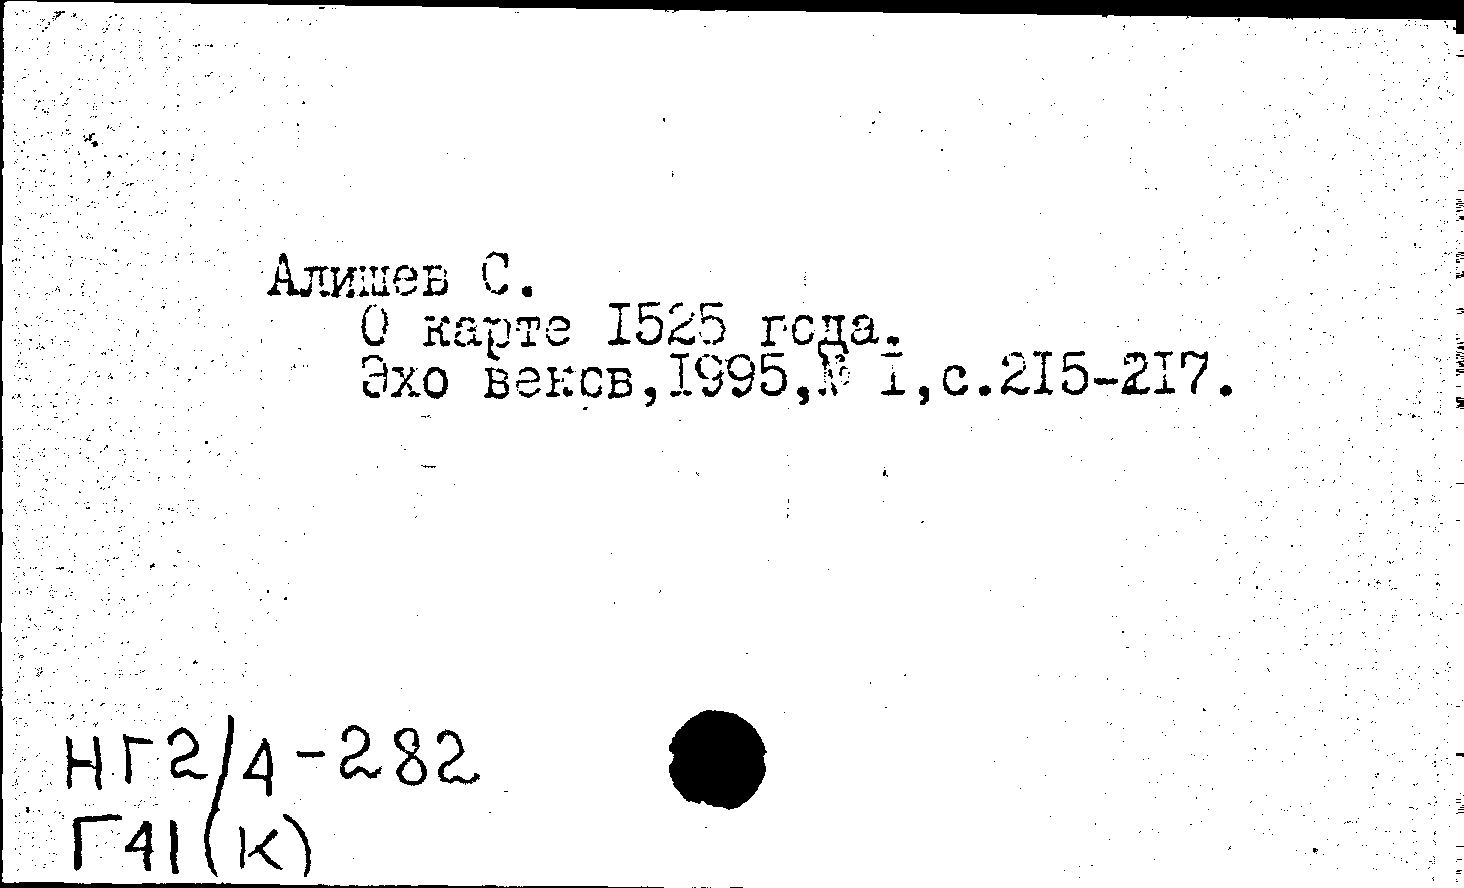 Алишев С.
О карте 1525 года.
Эхо веков,1995,№ 1,с.215-217.
НГ2/4-282
Г41(К)